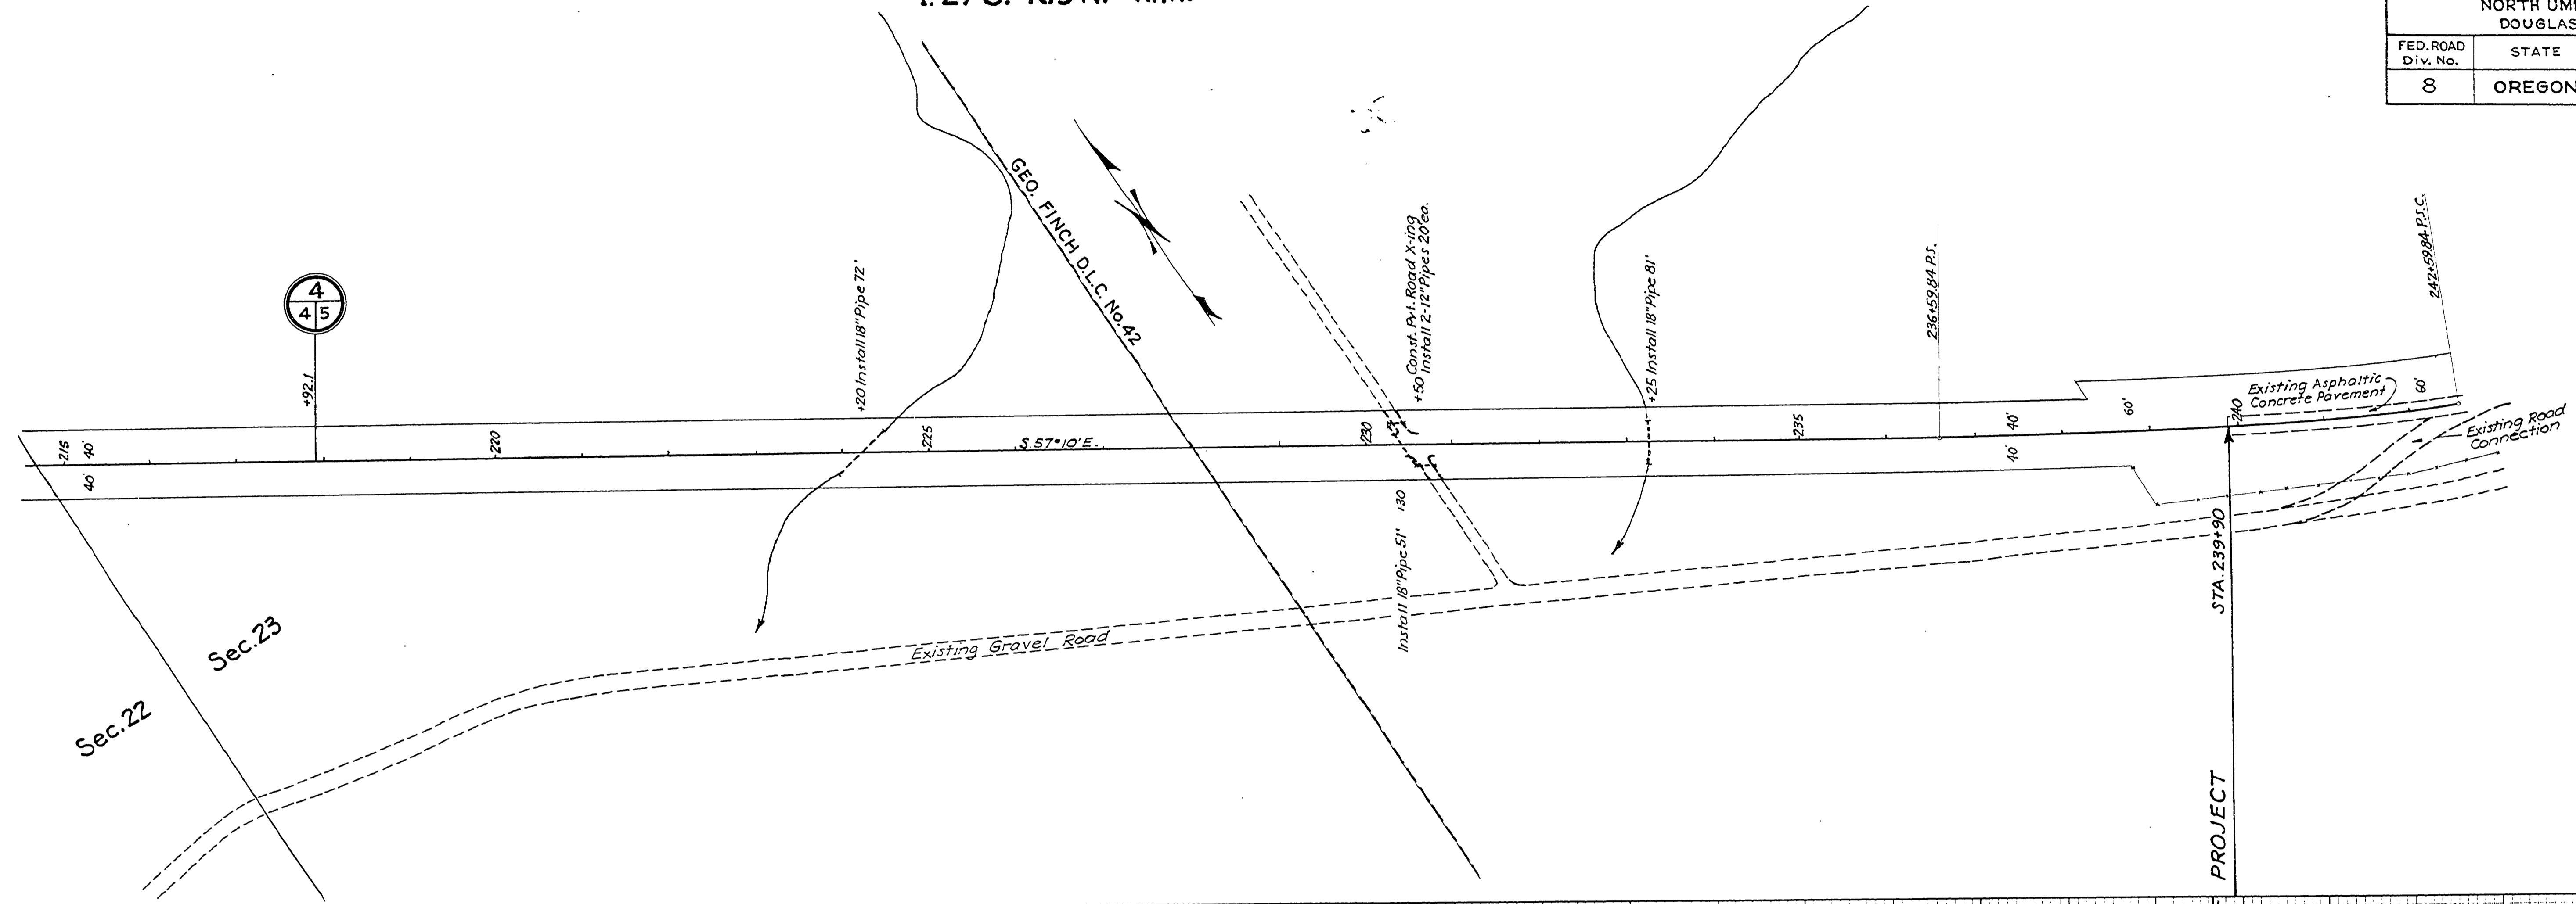 NORTH UM
DOUGLAS
FED. ROAD
Div. No.
STATE
8
OREGON
4
4 5
+92.1
+20 Install 18" Pipe 72'
GEO. FINCH D.L.C. No. 42
+50 Const. Pvt. Road X-ing
Install 2-12" Pipes 20' ea.
+25 Install 18" Pipe 81'
236+59.84 P.S.
242+59.84 P.S.C.
Existing Asphaltic
Concrete Pavement
60'
60'
40'
40'
215
40'
40'
220
225
S. 57° 10' E.
230
235
240
Existing Road
Connection
Install 18" Pipe 51' +30
STA. 239+90
PROJECT
Existing Gravel Road
Sec. 23
Sec. 22